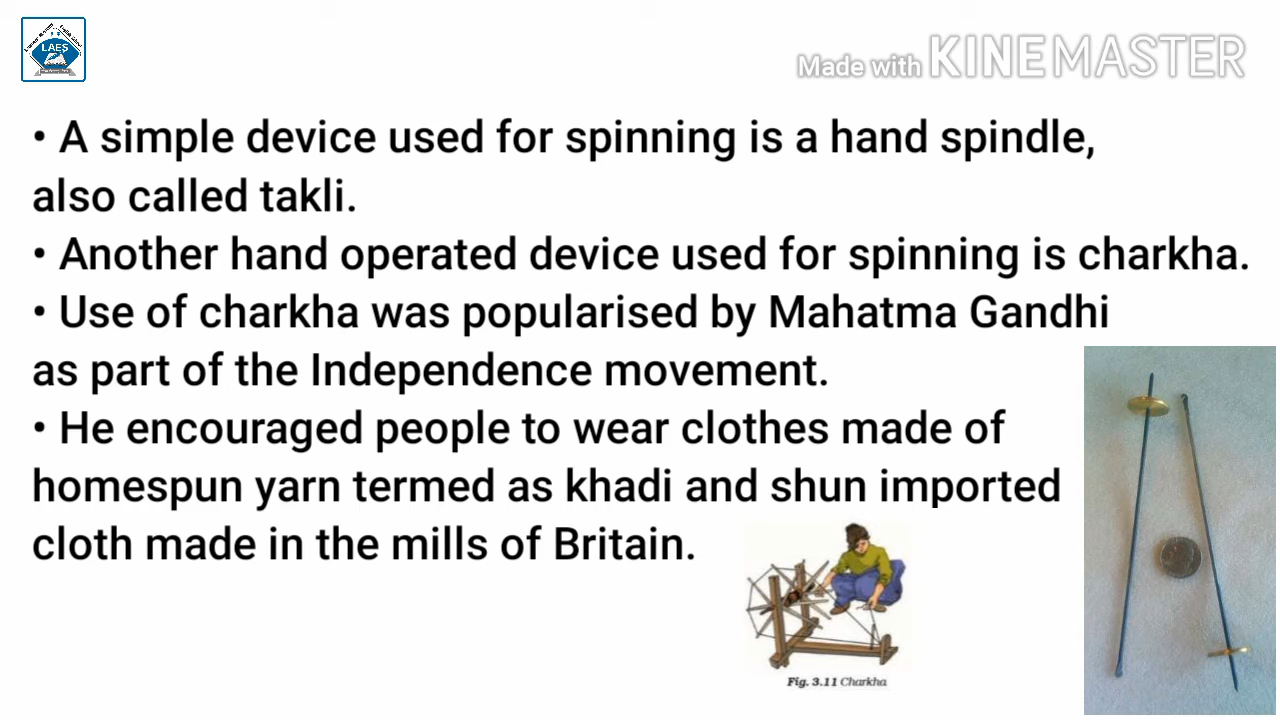 LAES
Made with KINEMASTER
• A simple device used for spinning is a hand spindle,
also called takli.
• Another hand operated device used for spinning is charkha.
• Use of charkha was popularised by Mahatma Gandhi
as part of the Independence movement.
• He encouraged people to wear clothes made of
homespun yarn termed as khadi and shun imported
cloth made in the mills of Britain.
Fig. 3.11 Charkha